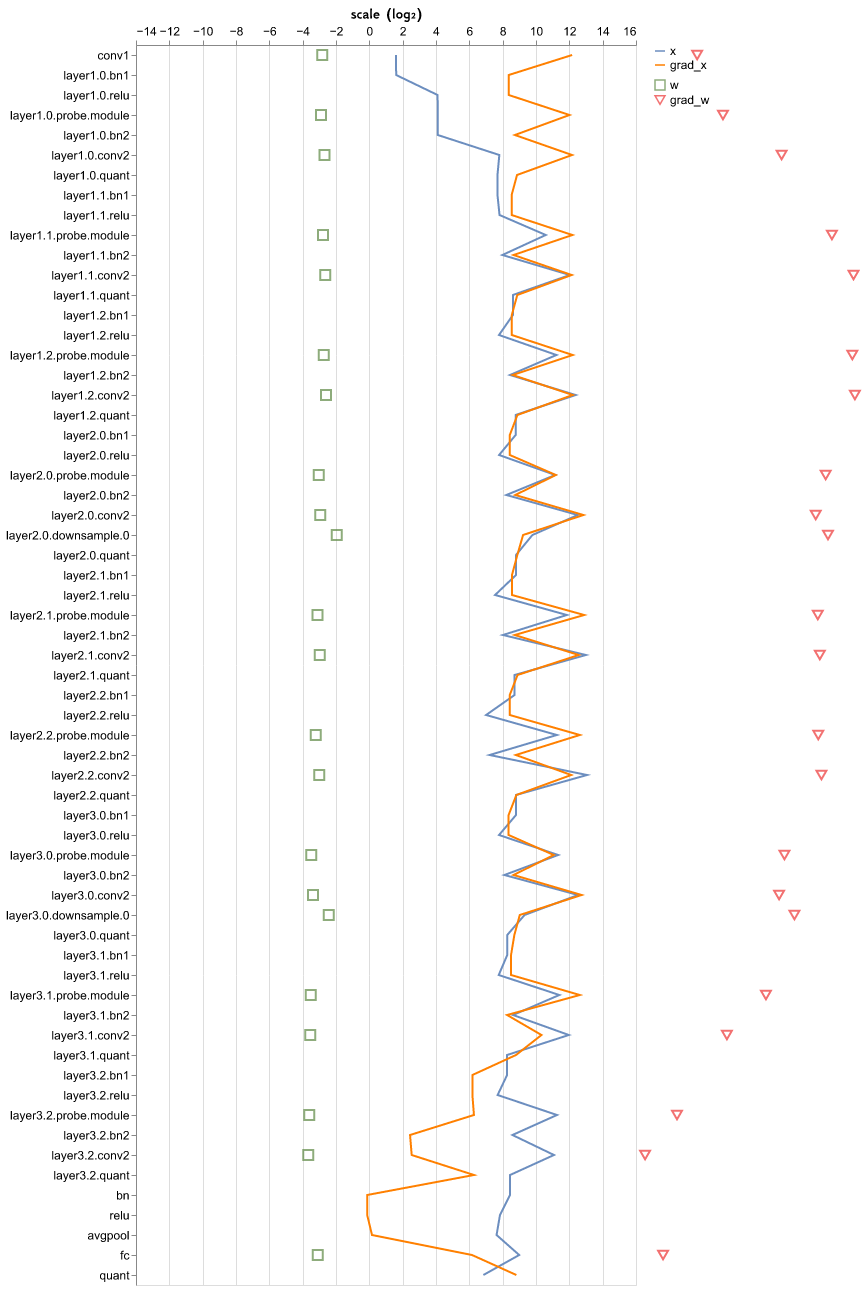 scale (log₂)
−14 −12 −10 −8 −6 −4 −2 0 2 4 6 8 10 12 14 16
x
grad_x
w
grad_w
conv1
layer1.0.bn1
layer1.0.relu
layer1.0.probe.module
layer1.0.bn2
layer1.0.conv2
layer1.0.quant
layer1.1.bn1
layer1.1.relu
layer1.1.probe.module
layer1.1.bn2
layer1.1.conv2
layer1.1.quant
layer1.2.bn1
layer1.2.relu
layer1.2.probe.module
layer1.2.bn2
layer1.2.conv2
layer1.2.quant
layer2.0.bn1
layer2.0.relu
layer2.0.probe.module
layer2.0.bn2
layer2.0.conv2
layer2.0.downsample.0
layer2.0.quant
layer2.1.bn1
layer2.1.relu
layer2.1.probe.module
layer2.1.bn2
layer2.1.conv2
layer2.1.quant
layer2.2.bn1
layer2.2.relu
layer2.2.probe.module
layer2.2.bn2
layer2.2.conv2
layer2.2.quant
layer3.0.bn1
layer3.0.relu
layer3.0.probe.module
layer3.0.bn2
layer3.0.conv2
layer3.0.downsample.0
layer3.0.quant
layer3.1.bn1
layer3.1.relu
layer3.1.probe.module
layer3.1.bn2
layer3.1.conv2
layer3.1.quant
layer3.2.bn1
layer3.2.relu
layer3.2.probe.module
layer3.2.bn2
layer3.2.conv2
layer3.2.quant
bn
relu
avgpool
fc
quant